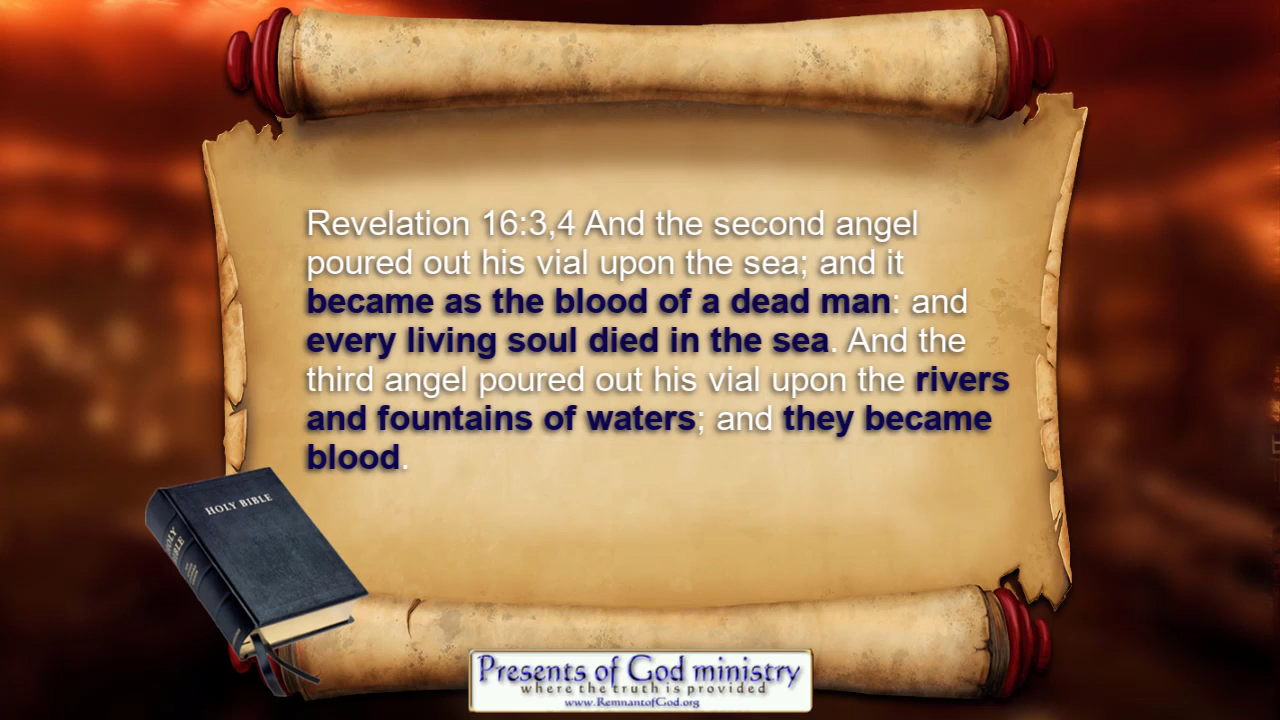 Revelation 16:3,4 And the second angel
poured out his vial upon the sea; and it
became as the blood of a dead man: and
every living soul died in the sea. And the
third angel poured out his vial upon the rivers
and fountains of waters; and they became
blood.
HOLY BIBLE
HOLY
BIBLE
Presents of God ministry
where the truth is provided
www.RemnantofGod.org